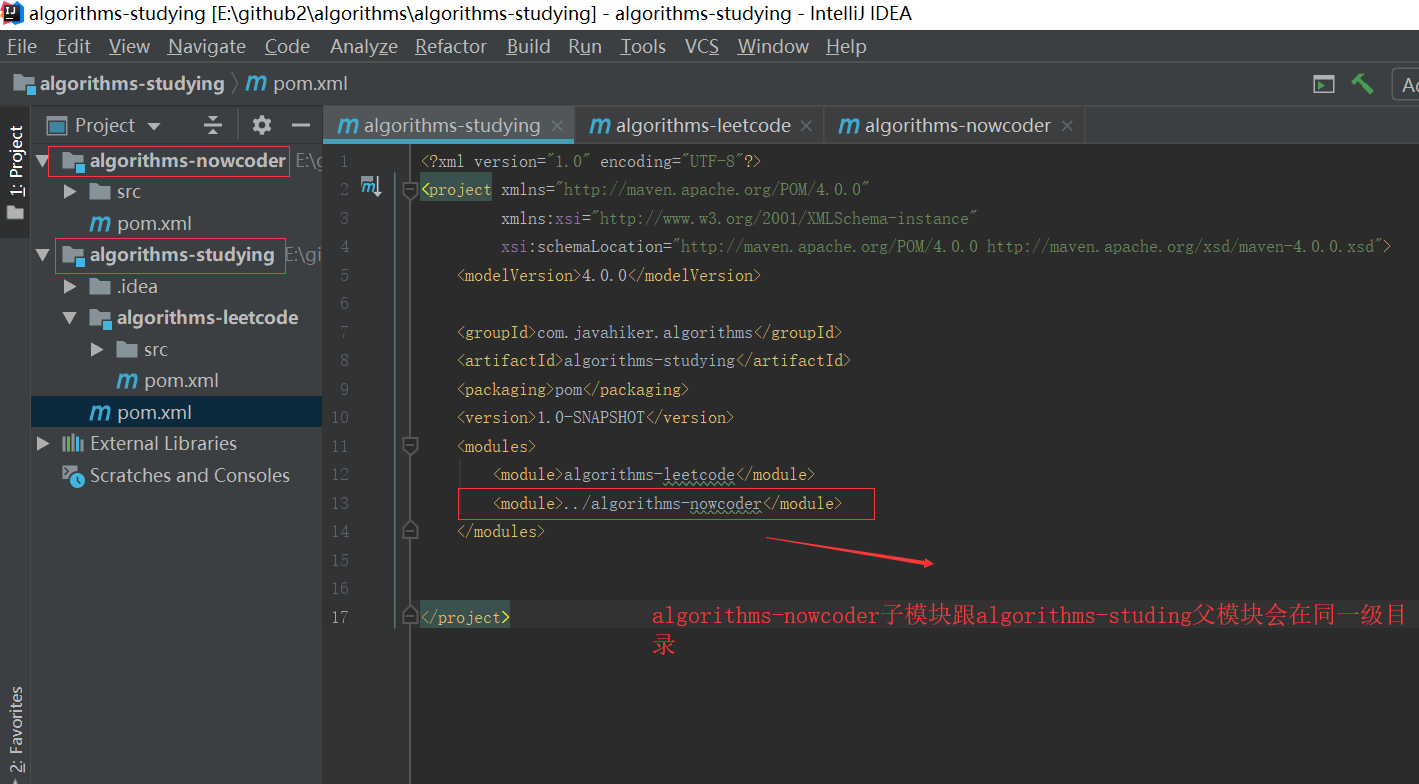 algorithms-studying [E:\github2\algorithms\algorithms-studying] - algorithms-studying - IntelliJ IDEA
File Edit View Navigate Code Analyze Refactor Build Run Tools VCS Window Help
algorithms-studying pom.xml
1: Project
Project
algorithms-nowcoder E:\g
src
pom.xml
algorithms-studying E:\gi
.idea
algorithms-leetcode
src
pom.xml
pom.xml
External Libraries
Scratches and Consoles
2: Favorites
algorithms-studying algorithms-leetcode algorithms-nowcoder
1 <?xml version="1.0" encoding="UTF-8"?>
2 <project xmlns="http://maven.apache.org/POM/4.0.0"
3 xmlns:xsi="http://www.w3.org/2001/XMLSchema-instance"
4 xsi:schemaLocation="http://maven.apache.org/POM/4.0.0 http://maven.apache.org/xsd/maven-4.0.0.xsd">
5 <modelVersion>4.0.0</modelVersion>
6
7 <groupId>com.javahiker.algorithms</groupId>
8 <artifactId>algorithms-studying</artifactId>
9 <packaging>pom</packaging>
10 <version>1.0-SNAPSHOT</version>
11 <modules>
12 <module>algorithms-leetcode</module>
13 <module>../algorithms-nowcoder</module>
14 </modules>
15
16
17 </project>
algorithms-nowcoder子模块跟algorithms-studing父模块会在同一级目
录